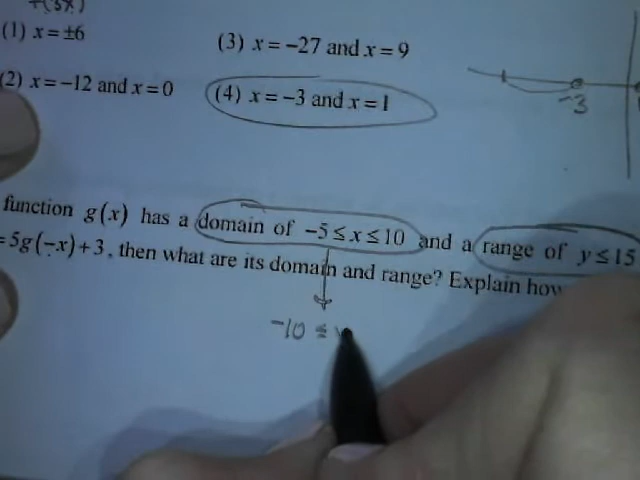 +(3x)
(1) x = ±6
(3) x = −27 and x = 9
(2) x = −12 and x = 0
(4) x = −3 and x = 1
-3
function g(x) has a domain of −5 ≤ x ≤ 10 and a range of y ≤ 15
= 5g(−x)+3, then what are its domain and range? Explain how
-10 ≤